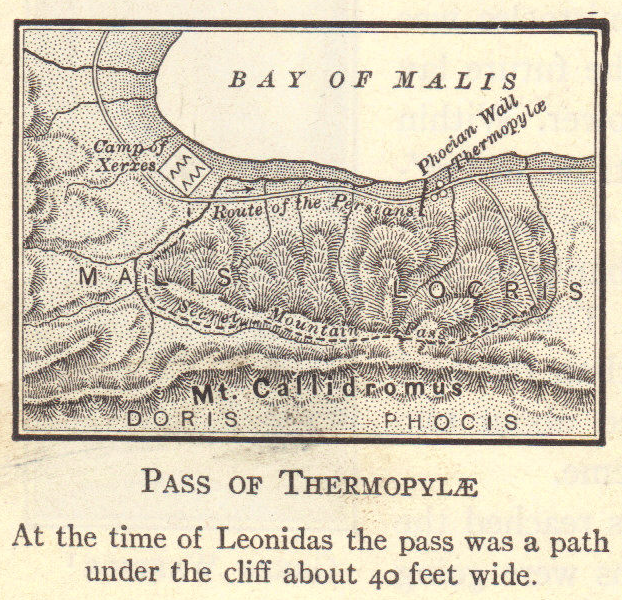 BAY OF MALIS
Phocian Wall
Thermopylæ
Camp of
Xerxes
Route of the Persians
MALIS
LOCRIS
Secret Mountain Pass
Mt. Callidromus
DORIS
PHOCIS
PASS OF THERMOPYLÆ
At the time of Leonidas the pass was a path
under the cliff about 40 feet wide.